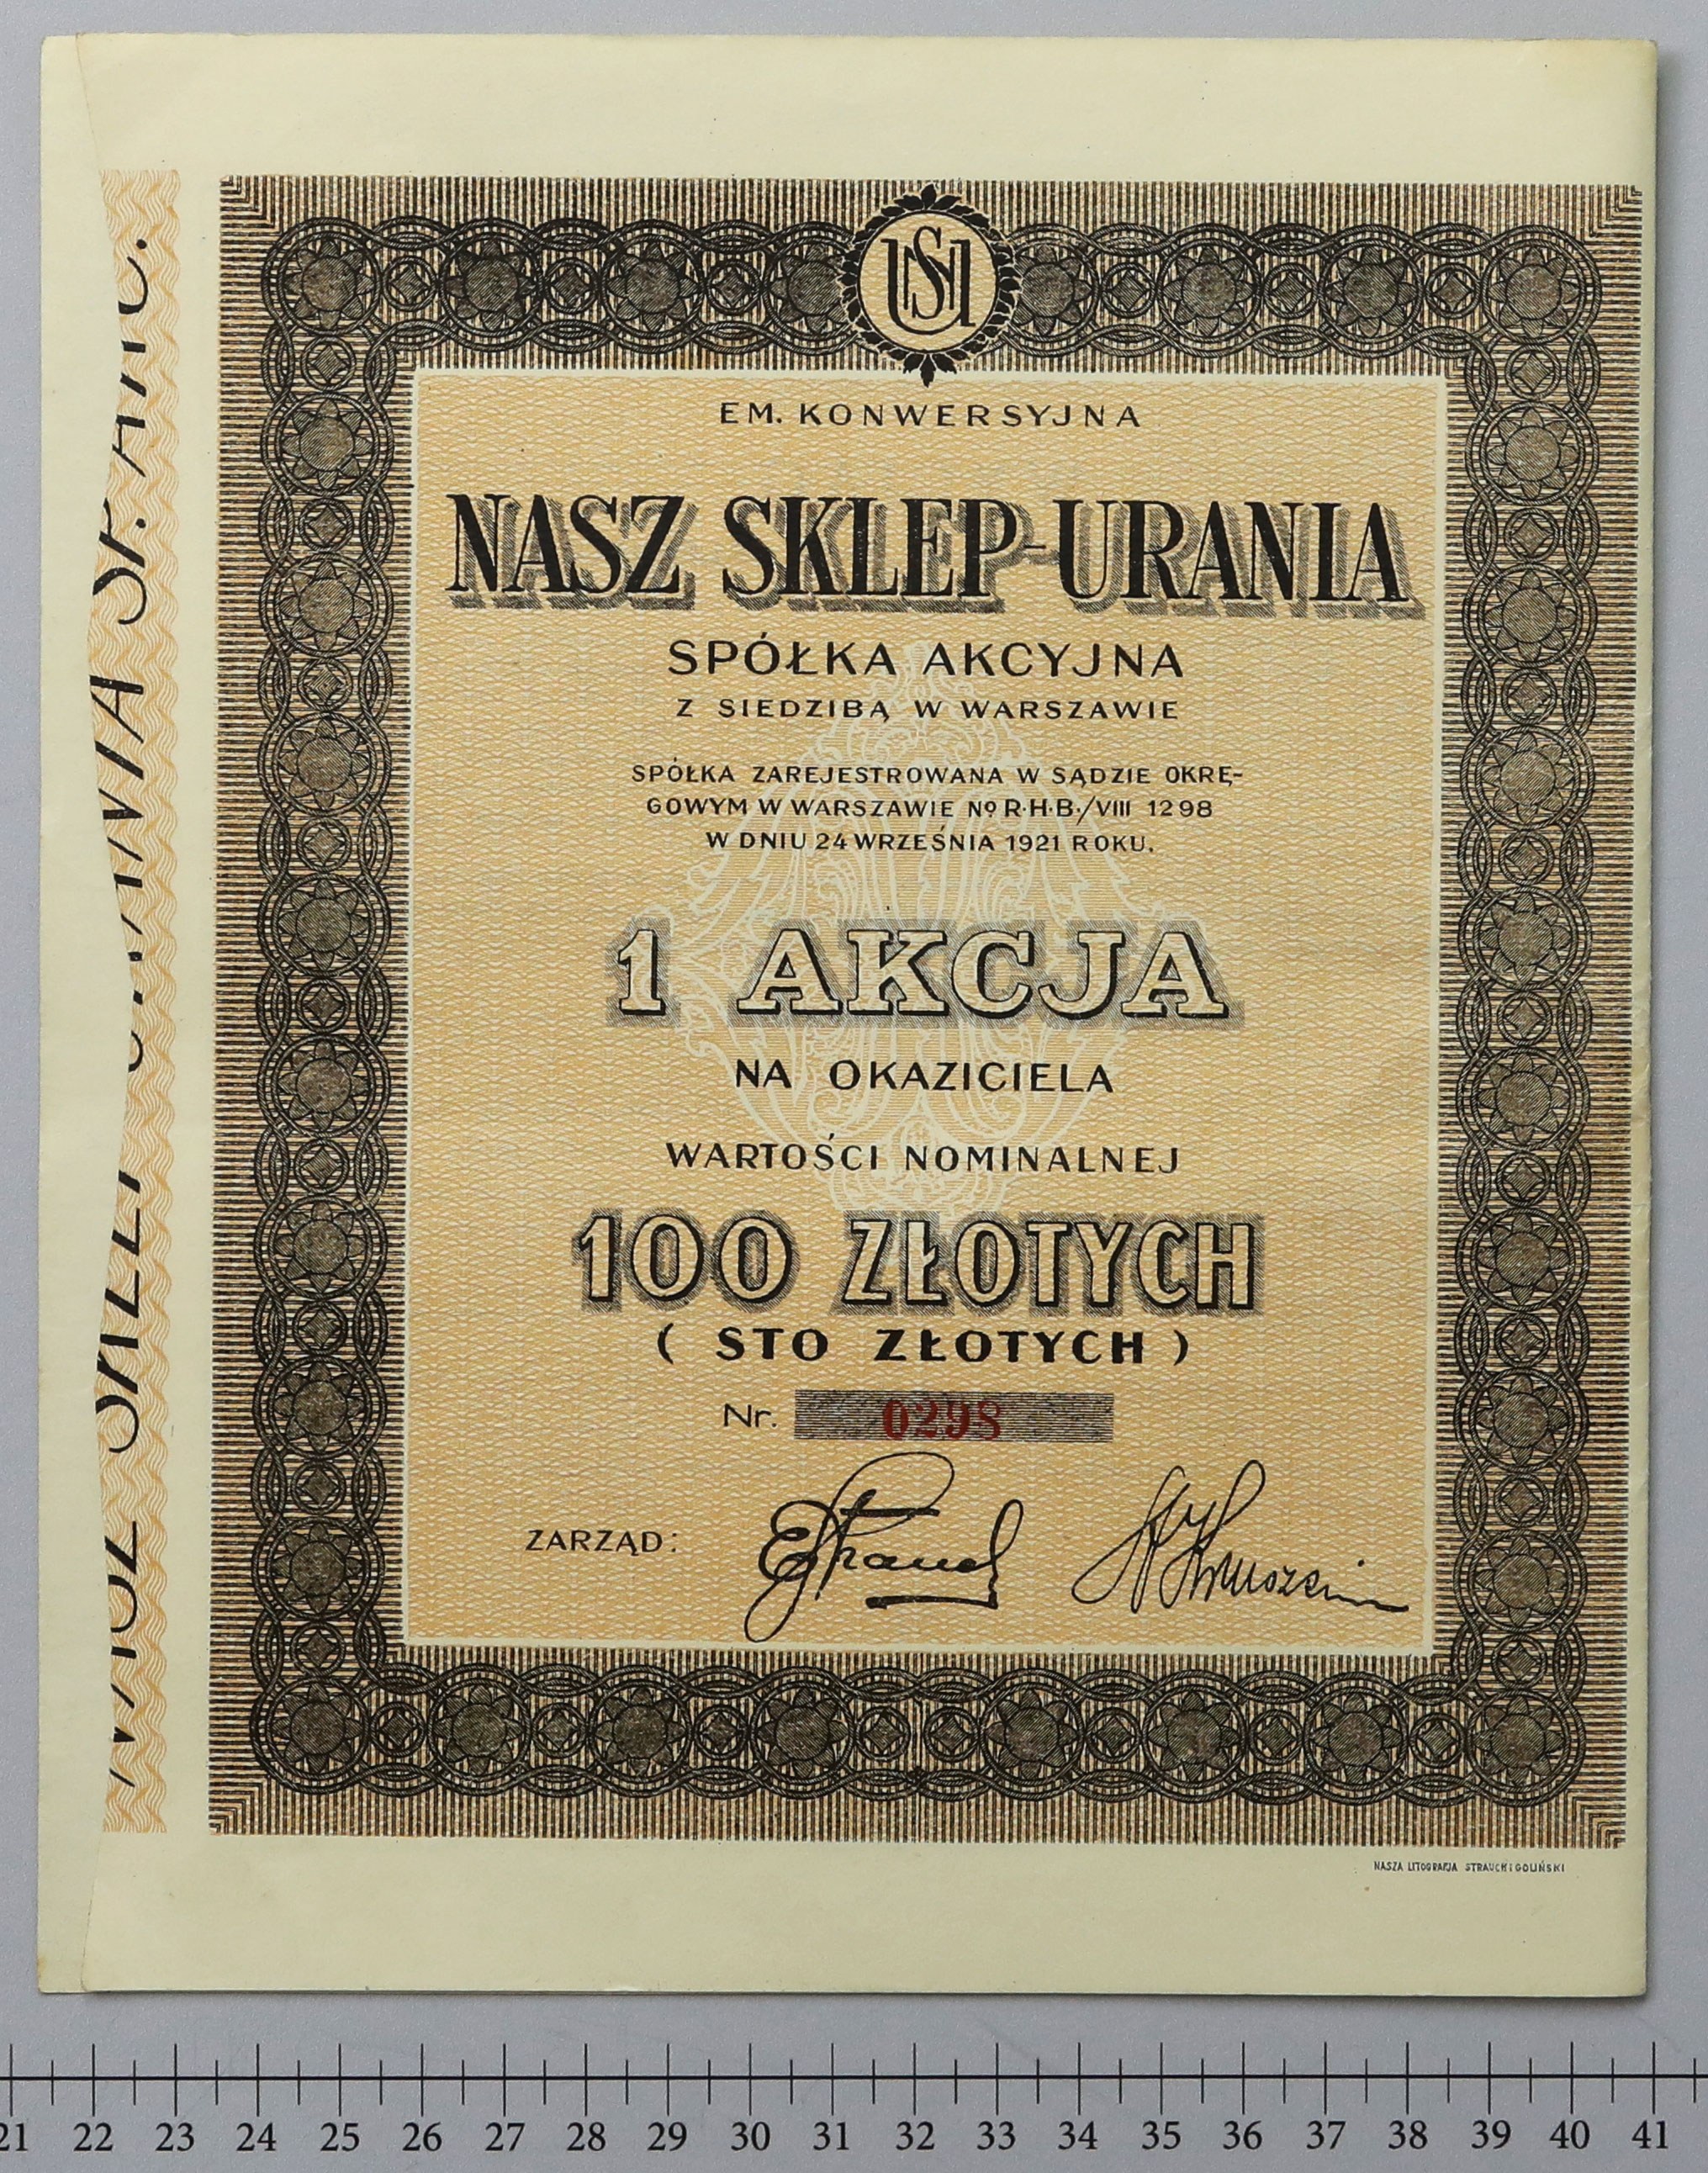 NSU
EM. KONWERSYJNA
NASZ SKLEP-URANIA
SPÓŁKA AKCYJNA
Z SIEDZIBĄ W WARSZAWIE
SPÓŁKA ZAREJESTROWANA W SĄDZIE OKRĘ-
GOWYM W WARSZAWIE No R·H·B·/VIII 1298
W DNIU 24 WRZEŚNIA 1921 ROKU.
1 AKCJA
NA OKAZICIELA
WARTOŚCI NOMINALNEJ
100 ZŁOTYCH
( STO ZŁOTYCH )
Nr. 0298
ZARZĄD:
NASZA LITOGRAFJA STRAUCH i GOLIŃSKI
21 22 23 24 25 26 27 28 29 30 31 32 33 34 35 36 37 38 39 40 41